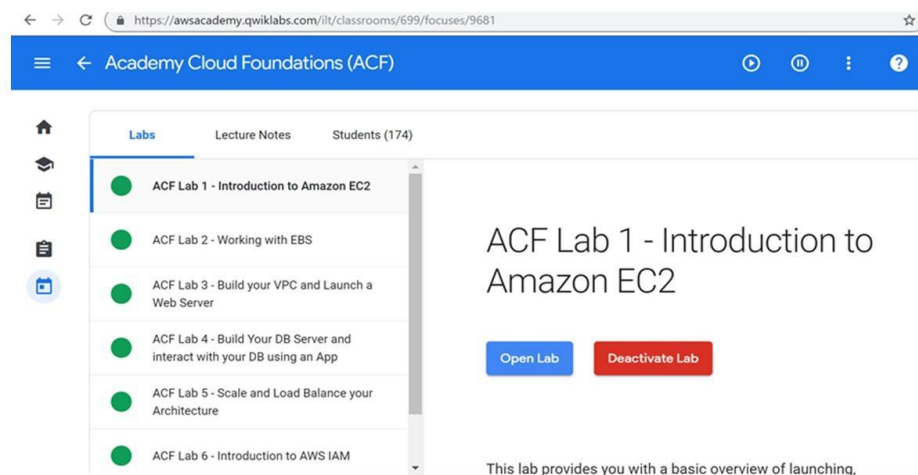 https://awsacademy.qwiklabs.com/ilt/classrooms/699/focuses/9681
Academy Cloud Foundations (ACF)
Labs Lecture Notes Students (174)
ACF Lab 1 - Introduction to Amazon EC2
ACF Lab 2 - Working with EBS
ACF Lab 3 - Build your VPC and Launch a
Web Server
ACF Lab 4 - Build Your DB Server and
interact with your DB using an App
ACF Lab 5 - Scale and Load Balance your
Architecture
ACF Lab 6 - Introduction to AWS IAM
ACF Lab 1 - Introduction to
Amazon EC2
Open Lab Deactivate Lab
This lab provides you with a basic overview of launching,